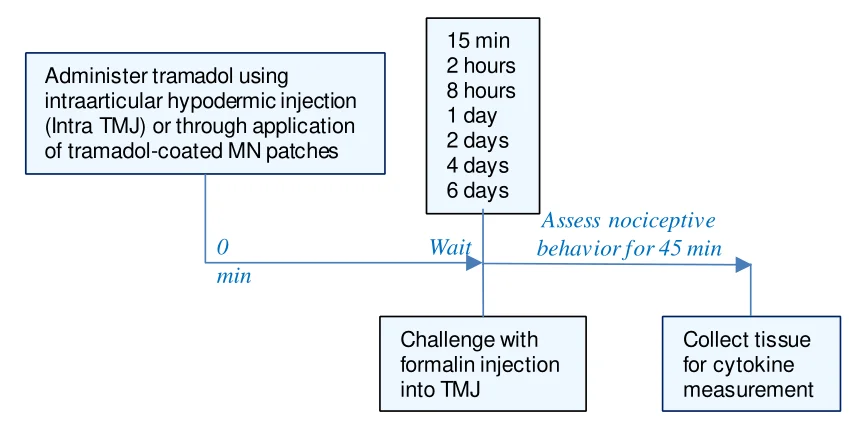 Administer tramadol using
intraarticular hypodermic injection
(Intra TMJ) or through application
of tramadol-coated MN patches
15 min
2 hours
8 hours
1 day
2 days
4 days
6 days
0
min
Wait
Assess nociceptive
behavior for 45 min
Challenge with
formalin injection
into TMJ
Collect tissue
for cytokine
measurement